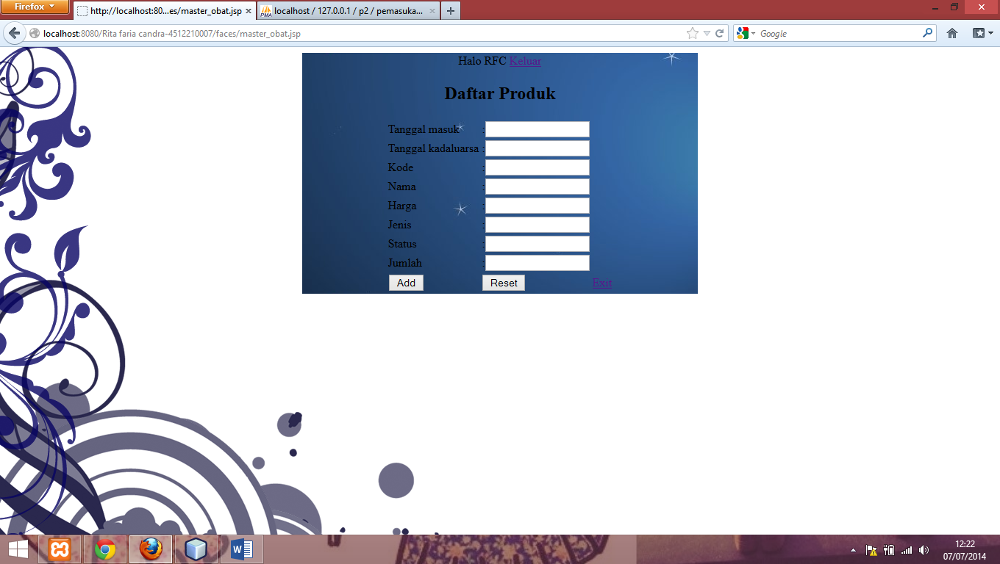 Firefox
http://localhost:80...es/master_obat.jsp
localhost / 127.0.0.1 / p2 / pemasuka...
localhost:8080/Rita faria candra-4512210007/faces/master_obat.jsp
Google
Halo RFC Keluar
Daftar Produk
Tanggal masuk :
Tanggal kadaluarsa :
Kode :
Nama :
Harga :
Jenis :
Status :
Jumlah :
Add Reset Exit
12:22
07/07/2014